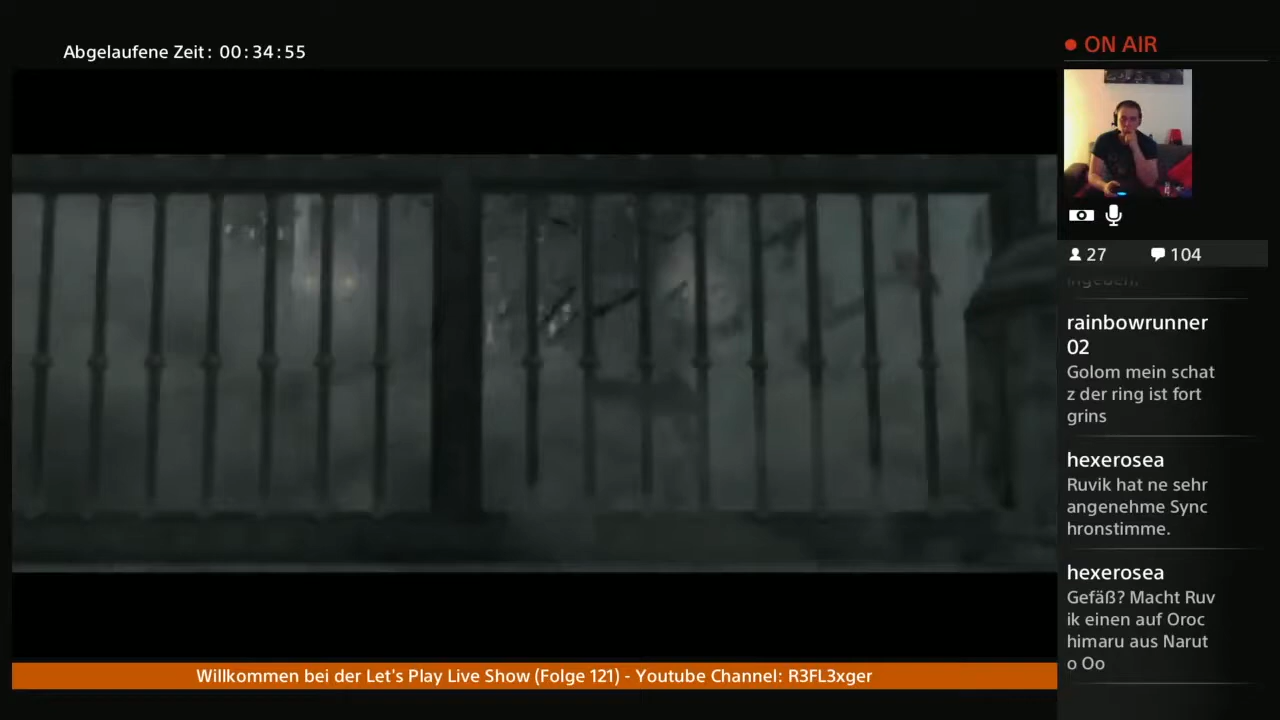 Abgelaufene Zeit: 00:34:55
ON AIR
27 104
rainbowrunner
02
Golom mein schat
z der ring ist fort
grins
hexerosea
Ruvik hat ne sehr
angenehme Sync
hronstimme.
hexerosea
Gefäß? Macht Ruv
ik einen auf Oroc
himaru aus Narut
o Oo
Willkommen bei der Let's Play Live Show (Folge 121) - Youtube Channel: R3FL3xger